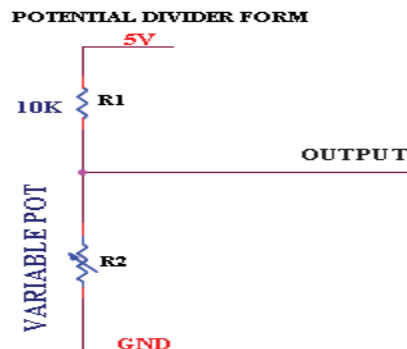 POTENTIAL DIVIDER FORM
5V
R1
10K
OUTPUT
VARIABLE POT
R2
GND